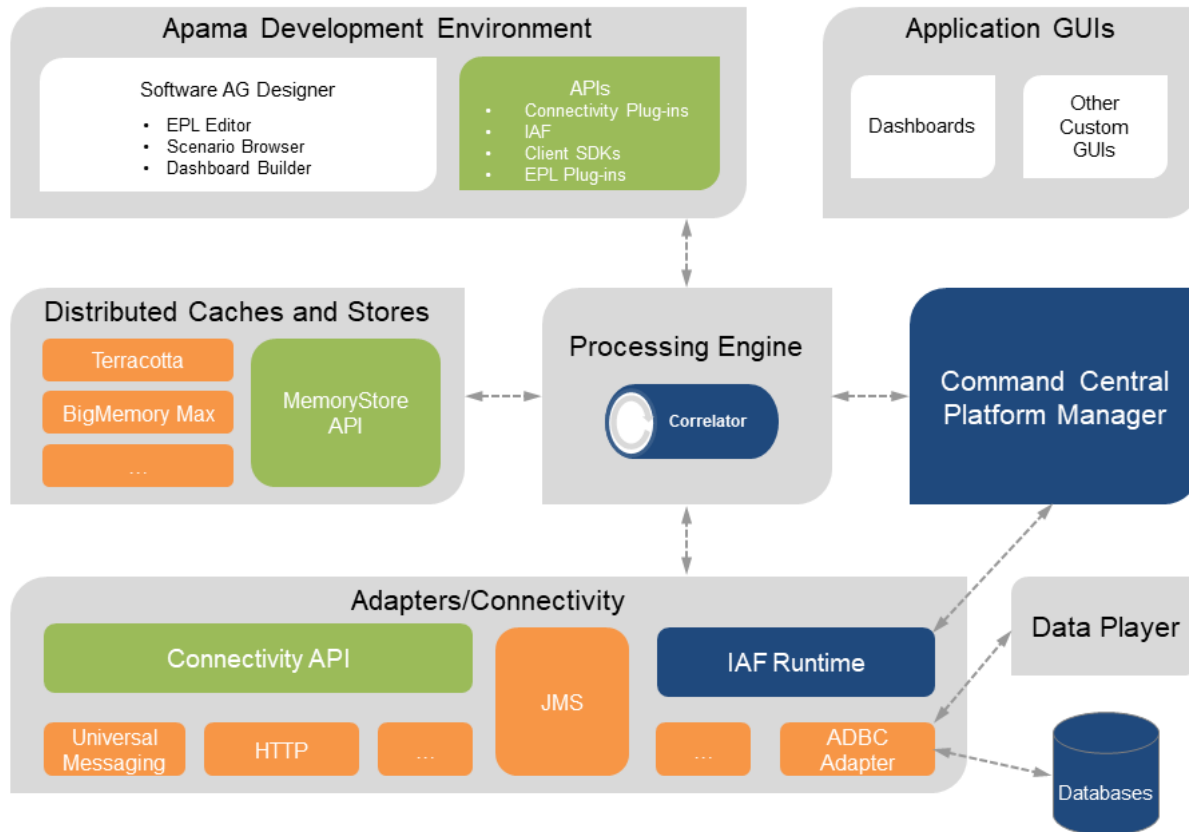 Apama Development Environment
Software AG Designer
• EPL Editor
• Scenario Browser
• Dashboard Builder
APIs
• Connectivity Plug-ins
• IAF
• Client SDKs
• EPL Plug-ins
Application GUIs
Dashboards
Other
Custom
GUIs
Distributed Caches and Stores
Terracotta
BigMemory Max
...
MemoryStore
API
Processing Engine
Correlator
Command Central
Platform Manager
Adapters/Connectivity
Connectivity API
Universal
Messaging
HTTP
...
JMS
IAF Runtime
...
ADBC
Adapter
Data Player
Databases